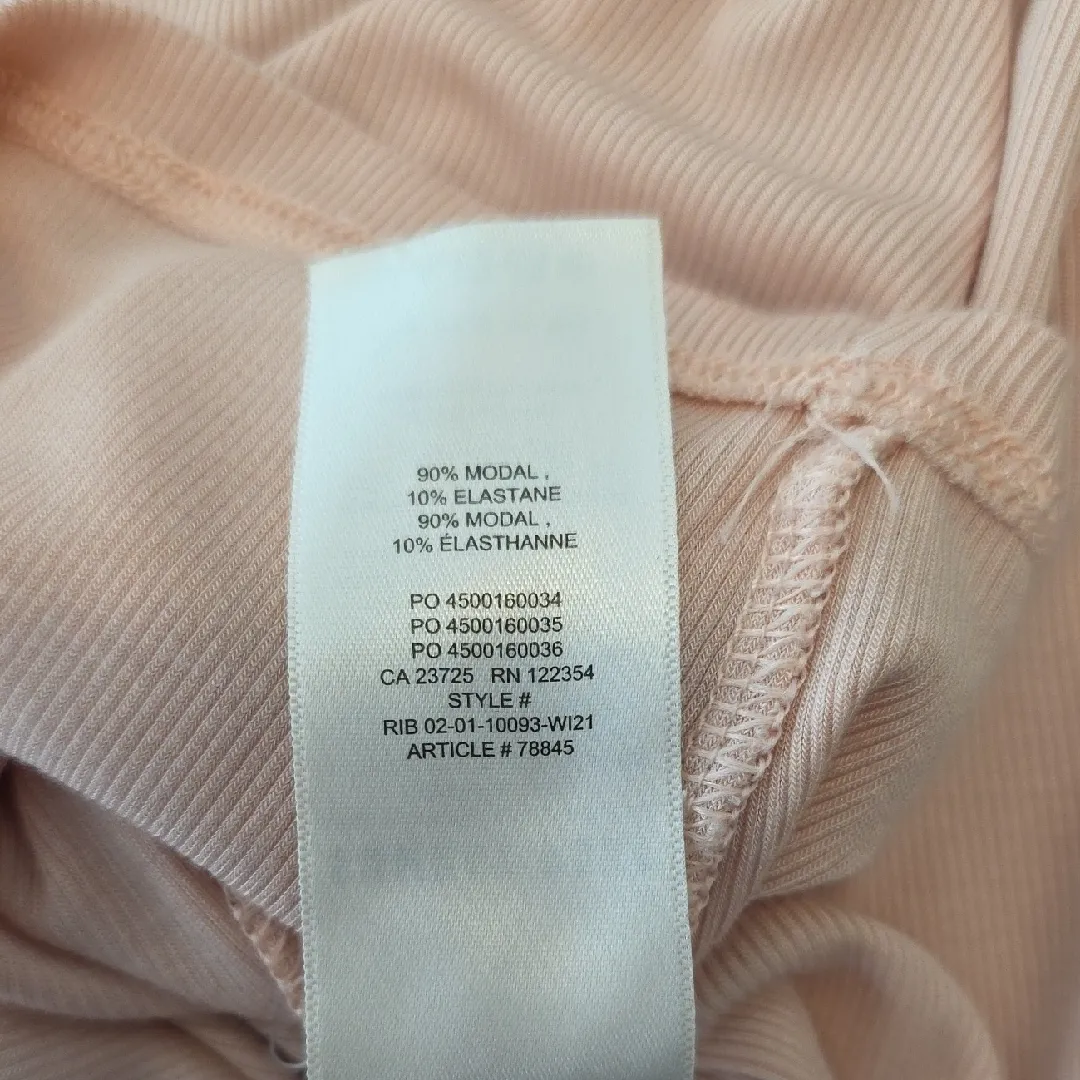 90% MODAL ,
10% ELASTANE
90% MODAL ,
10% ÉLASTHANNE
PO 4500160034
PO 4500160035
PO 4500160036
CA 23725 RN 122354
STYLE #
RIB 02-01-10093-WI21
ARTICLE # 78845